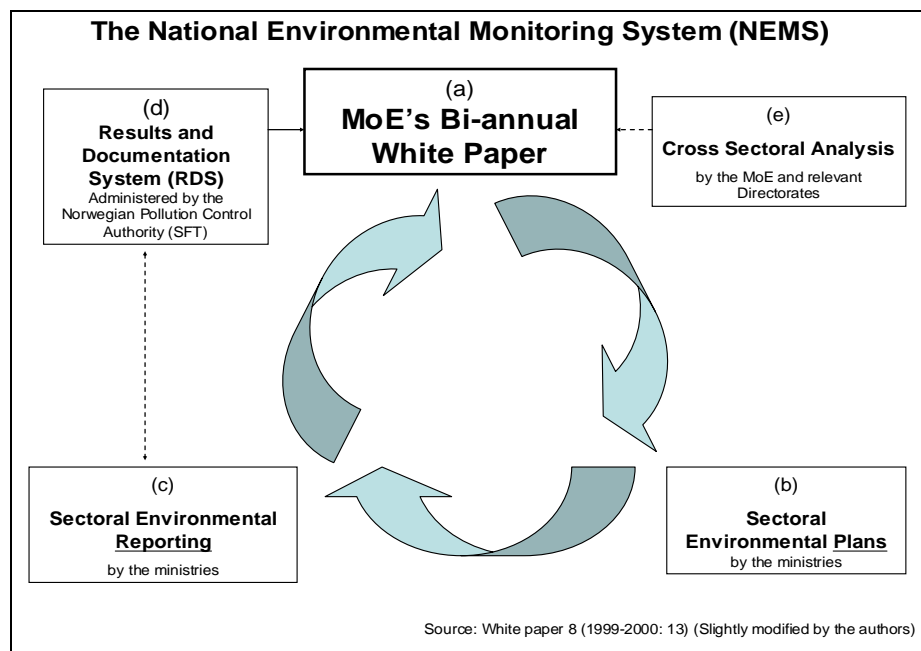 The National Environmental Monitoring System (NEMS)
(a)
MoE's Bi-annual
White Paper
(d)
Results and
Documentation
System (RDS)
Administered by the
Norwegian Pollution Control
Authority (SFT)
(e)
Cross Sectoral Analysis
by the MoE and relevant
Directorates
(c)
Sectoral Environmental
Reporting
by the ministries
(b)
Sectoral
Environmental Plans
by the ministries
Source: White paper 8 (1999-2000: 13) (Slightly modified by the authors)